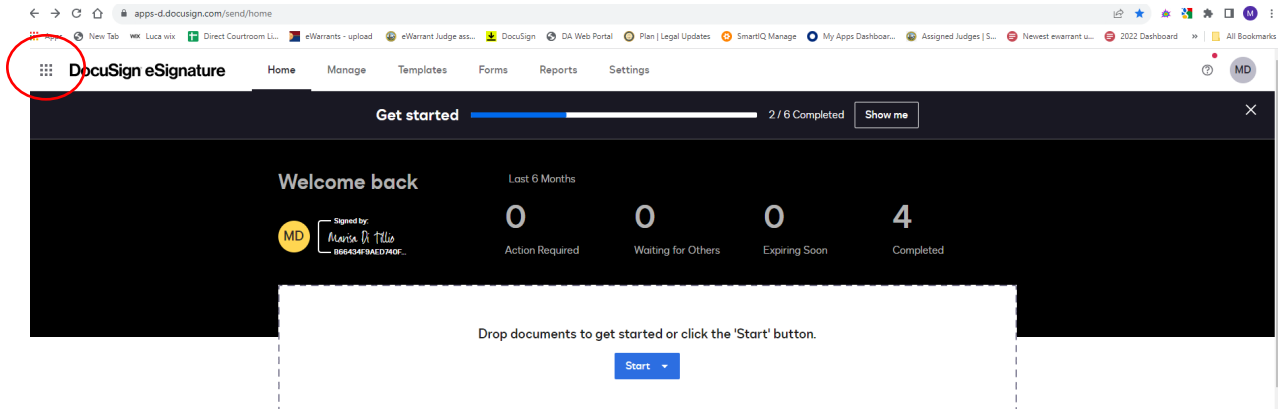 apps-d.docusign.com/send/home
M
Apps New Tab WIX Luca wix Direct Courtroom Li... eWarrants - upload eWarrant Judge ass... DocuSign DA Web Portal Plan | Legal Updates SmartIQ Manage My Apps Dashboar... Assigned Judges | S... Newest ewarrant u... 2022 Dashboard » All Bookmarks
DocuSign eSignature Home Manage Templates Forms Reports Settings MD
Get started 2 / 6 Completed Show me
Welcome back Last 6 Months
MD Signed by:
Marisa Di Tillio
B66434F9AED740F...
0 0 0 4
Action Required Waiting for Others Expiring Soon Completed
Drop documents to get started or click the 'Start' button.
Start